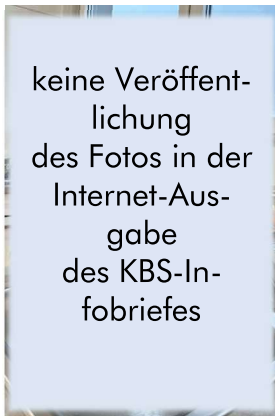 keine Veröffent-
lichung
des Fotos in der
Internet-Aus-
gabe
des KBS-In-
fobriefes